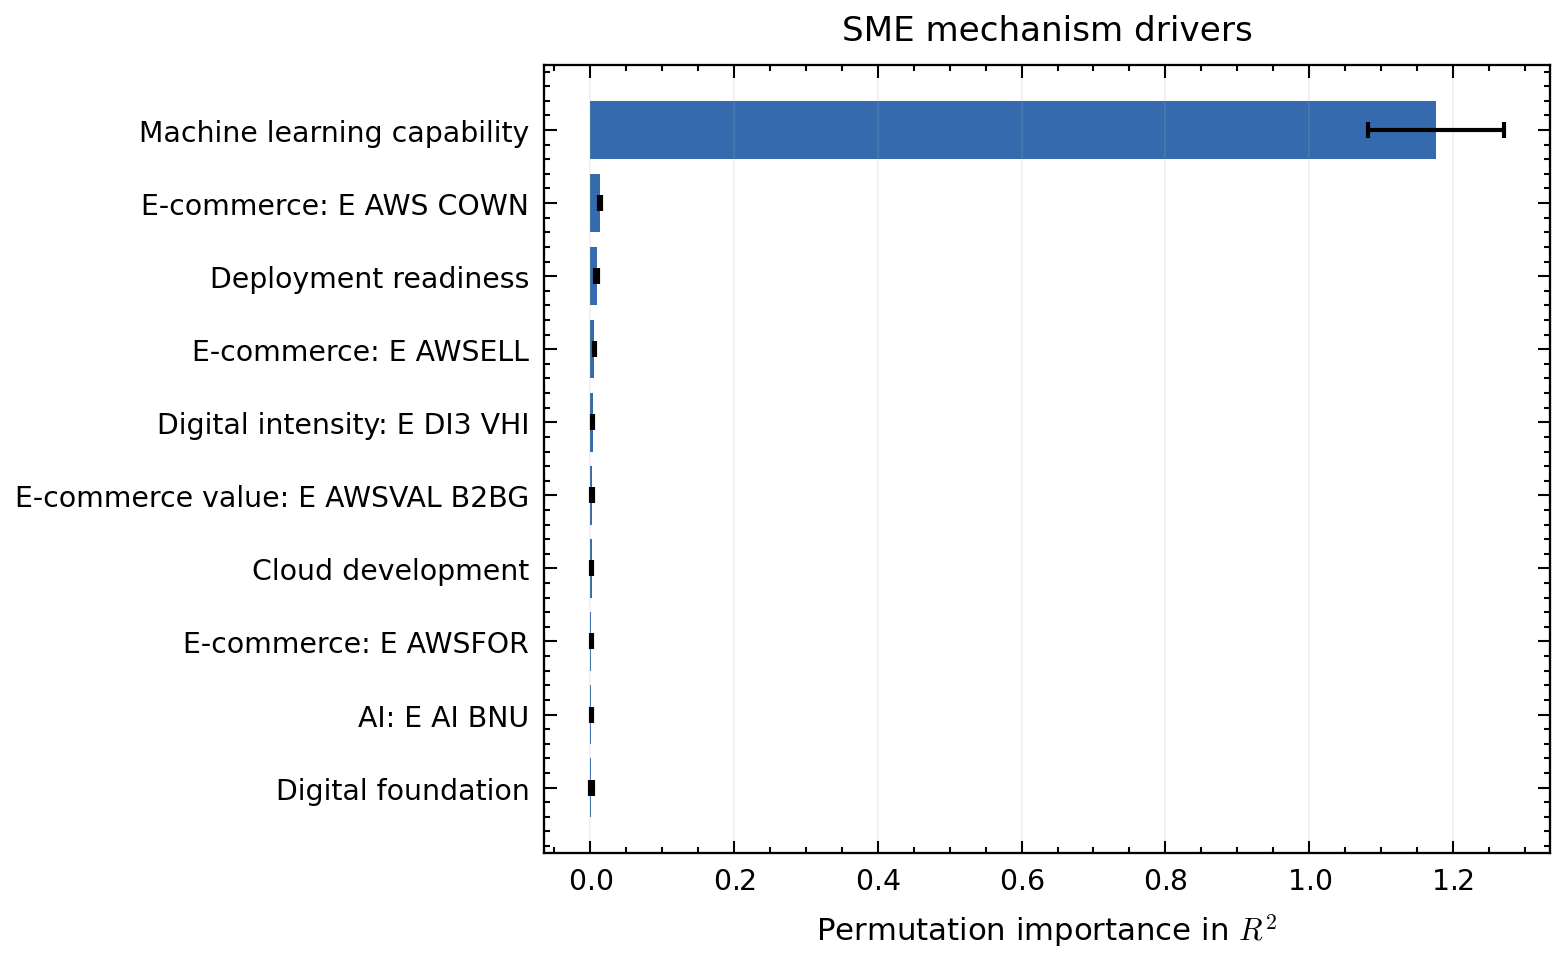 SME mechanism drivers
Machine learning capability
E-commerce: E AWS COWN
Deployment readiness
E-commerce: E AWSELL
Digital intensity: E DI3 VHI
E-commerce value: E AWSVAL B2BG
Cloud development
E-commerce: E AWSFOR
AI: E AI BNU
Digital foundation
0.0 0.2 0.4 0.6 0.8 1.0 1.2
Permutation importance in R²